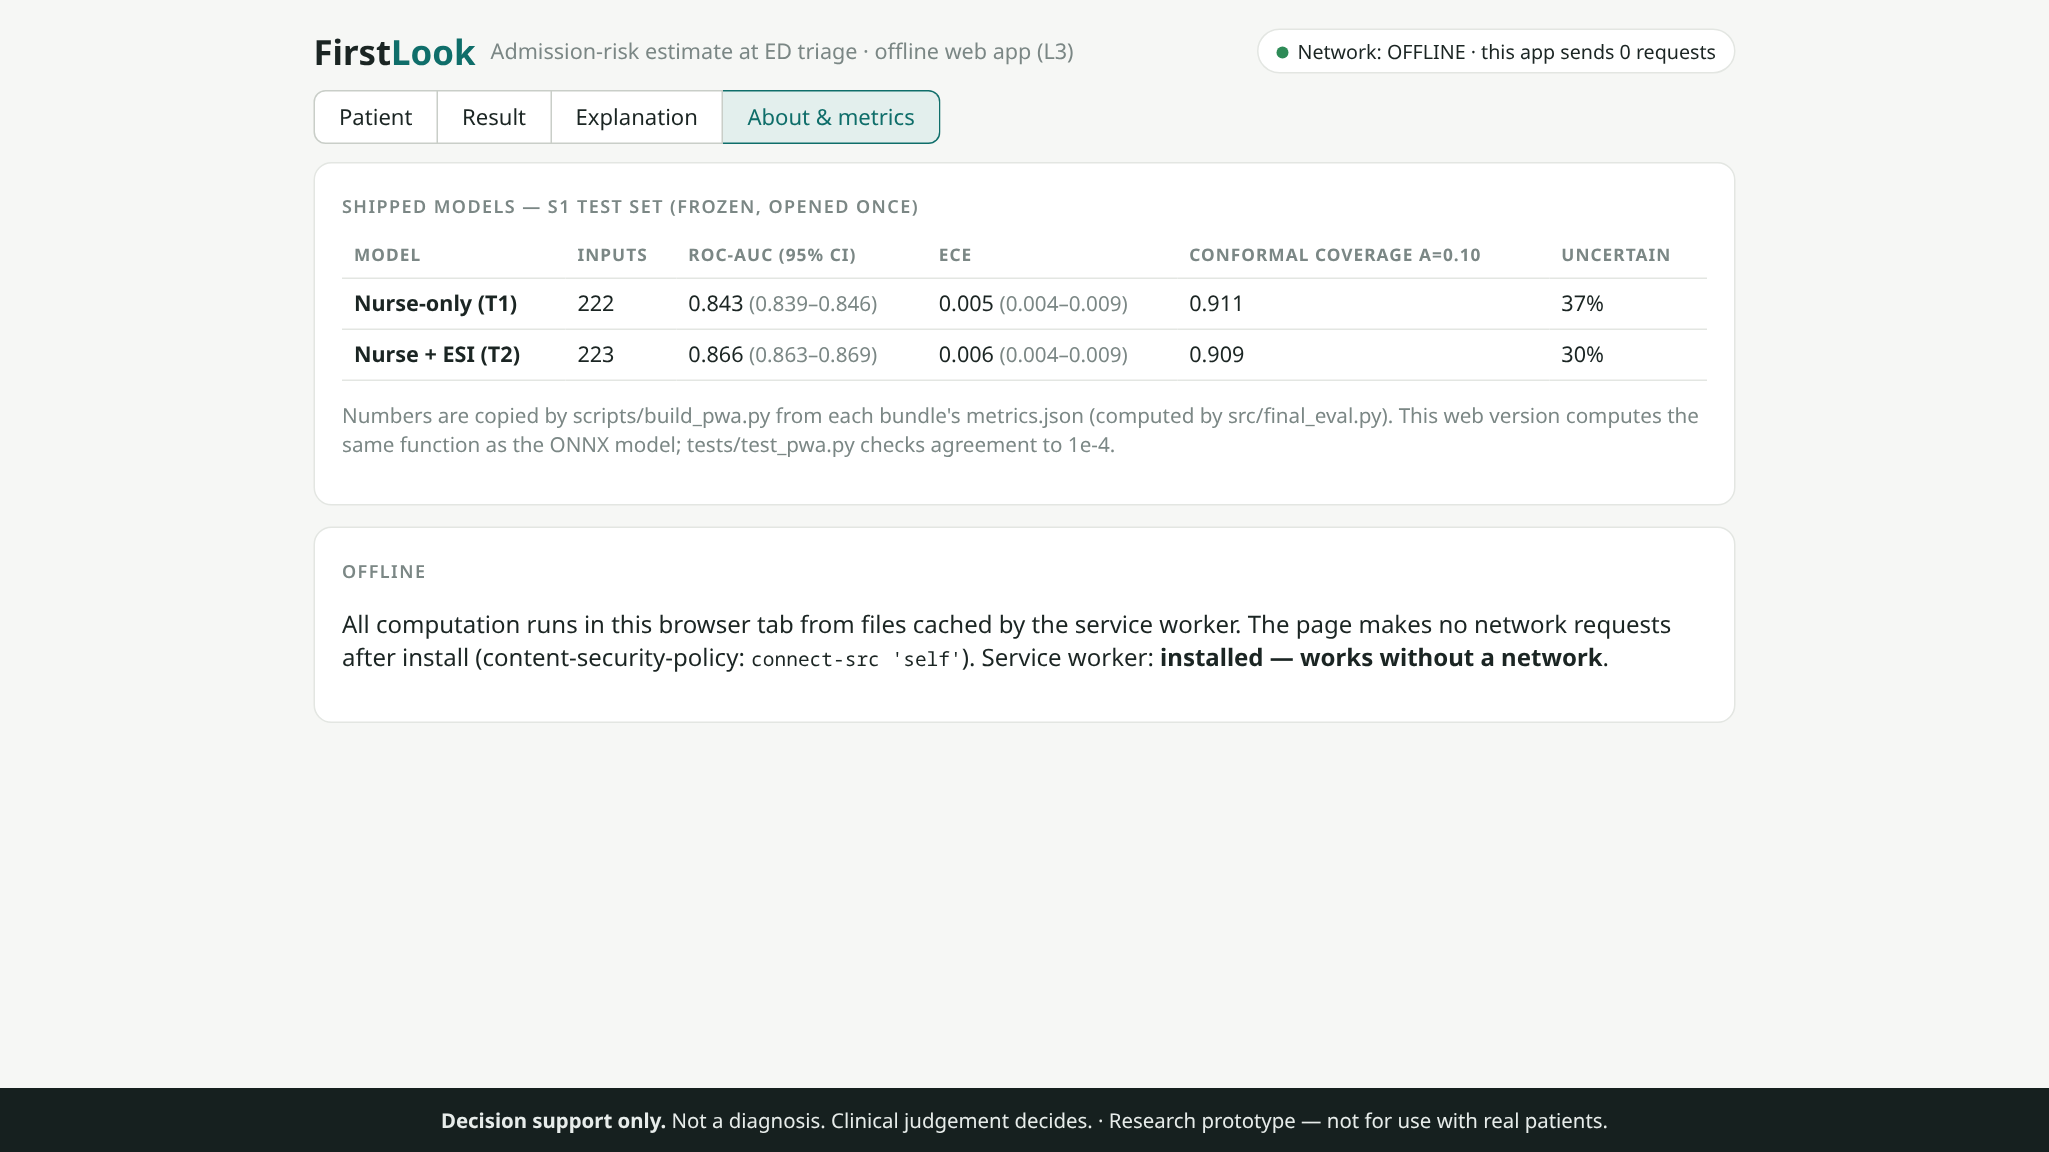 FirstLook Admission-risk estimate at ED triage · offline web app (L3)
Network: OFFLINE · this app sends 0 requests
Patient Result Explanation About & metrics
SHIPPED MODELS — S1 TEST SET (FROZEN, OPENED ONCE)
MODEL INPUTS ROC-AUC (95% CI) ECE CONFORMAL COVERAGE A=0.10 UNCERTAIN
Nurse-only (T1) 222 0.843 (0.839–0.846) 0.005 (0.004–0.009) 0.911 37%
Nurse + ESI (T2) 223 0.866 (0.863–0.869) 0.006 (0.004–0.009) 0.909 30%
Numbers are copied by scripts/build_pwa.py from each bundle's metrics.json (computed by src/final_eval.py). This web version computes the
same function as the ONNX model; tests/test_pwa.py checks agreement to 1e-4.
OFFLINE
All computation runs in this browser tab from files cached by the service worker. The page makes no network requests
after install (content-security-policy: connect-src 'self'). Service worker: installed — works without a network.
Decision support only. Not a diagnosis. Clinical judgement decides. · Research prototype — not for use with real patients.